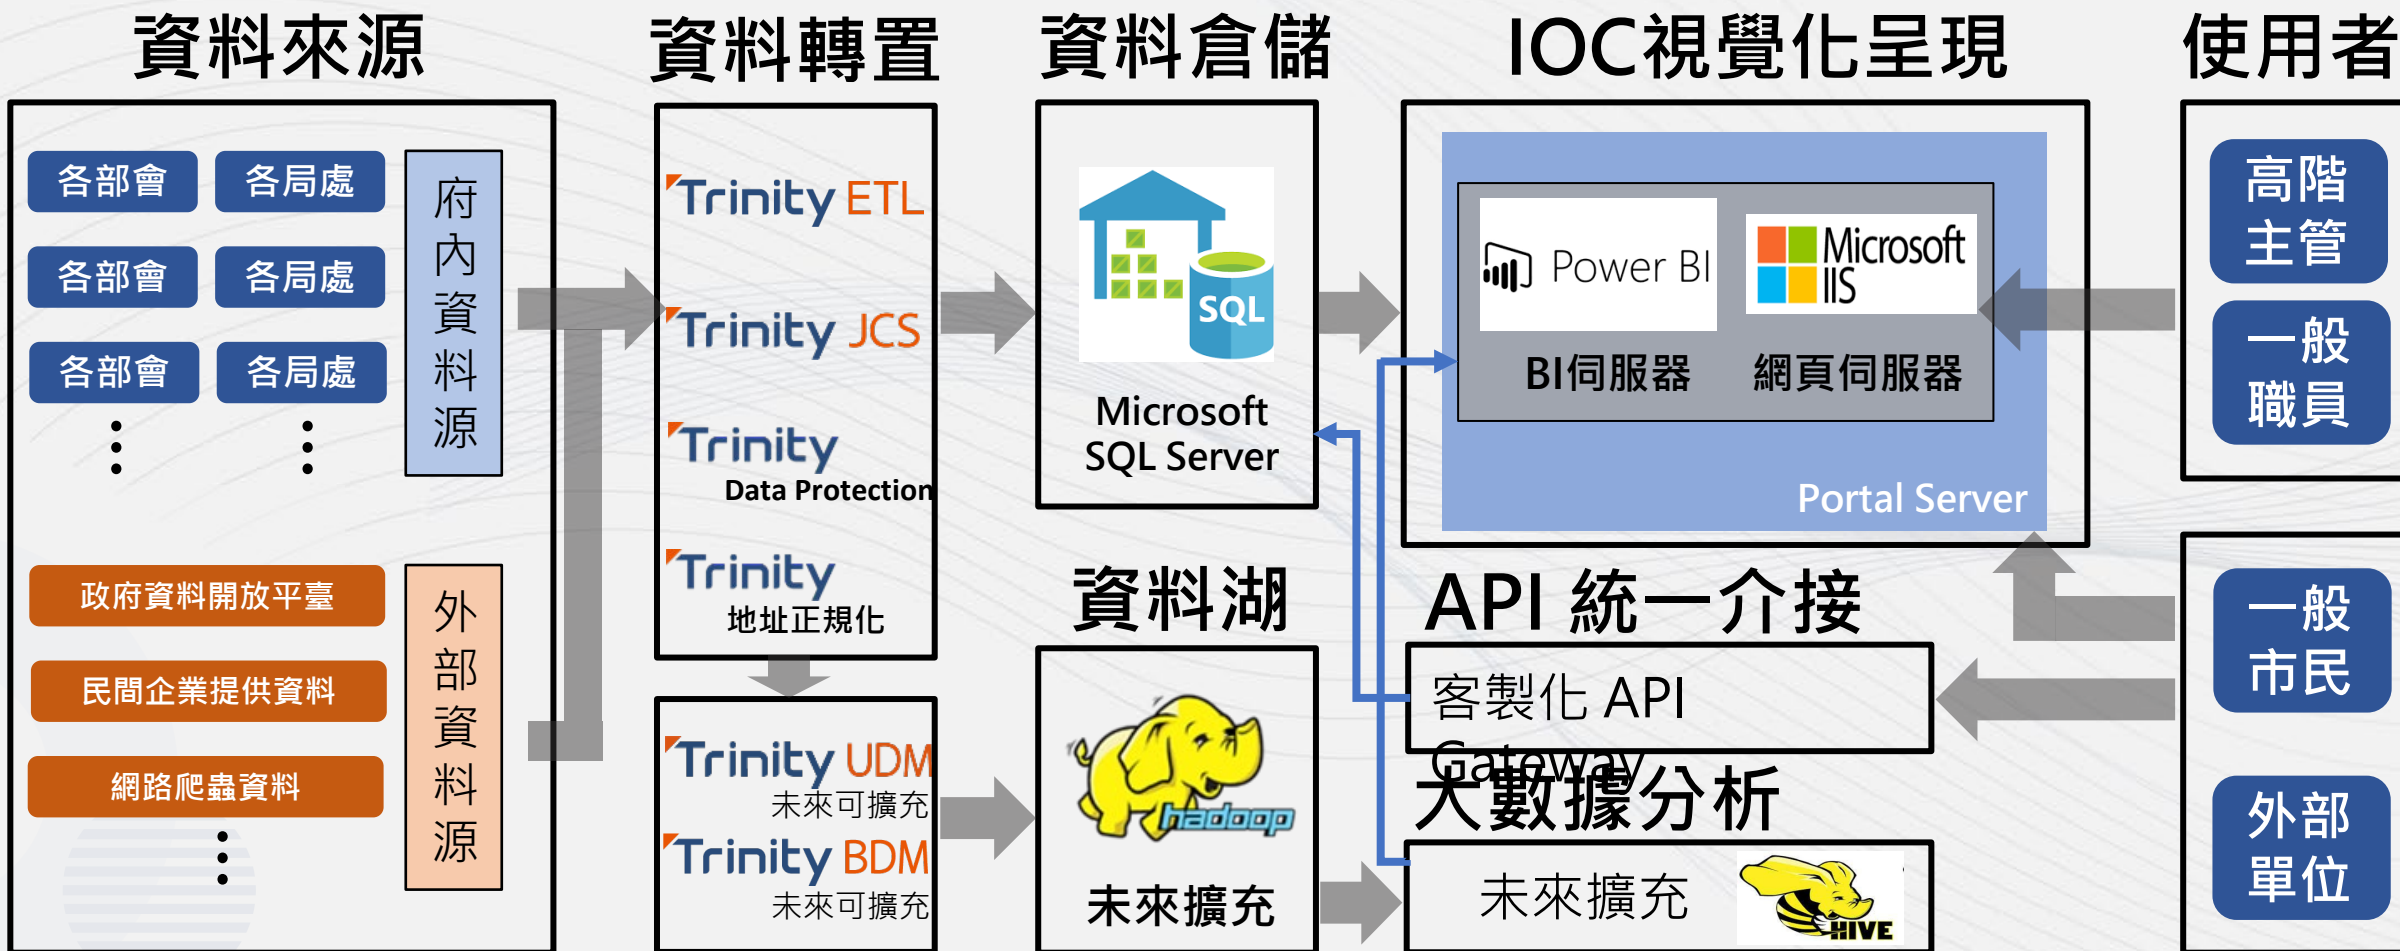 資料來源
資料轉置
資料倉儲
IOC視覺化呈現
使用者
各部會
各局處
各部會
各局處
各部會
各局處
府內資料源
政府資料開放平臺
民間企業提供資料
網路爬蟲資料
外部資料源
Trinity ETL
Trinity JCS
Trinity
Data Protection
Trinity
地址正規化
Trinity UDM
未來可擴充
Trinity BDM
未來可擴充
SQL
Microsoft
SQL Server
資料湖
hadoop
未來擴充
Power BI
Microsoft
IIS
BI伺服器
網頁伺服器
Portal Server
API 統一介接
客製化 API
Gateway
大數據分析
未來擴充
HIVE
高階
主管
一般
職員
一般
市民
外部
單位